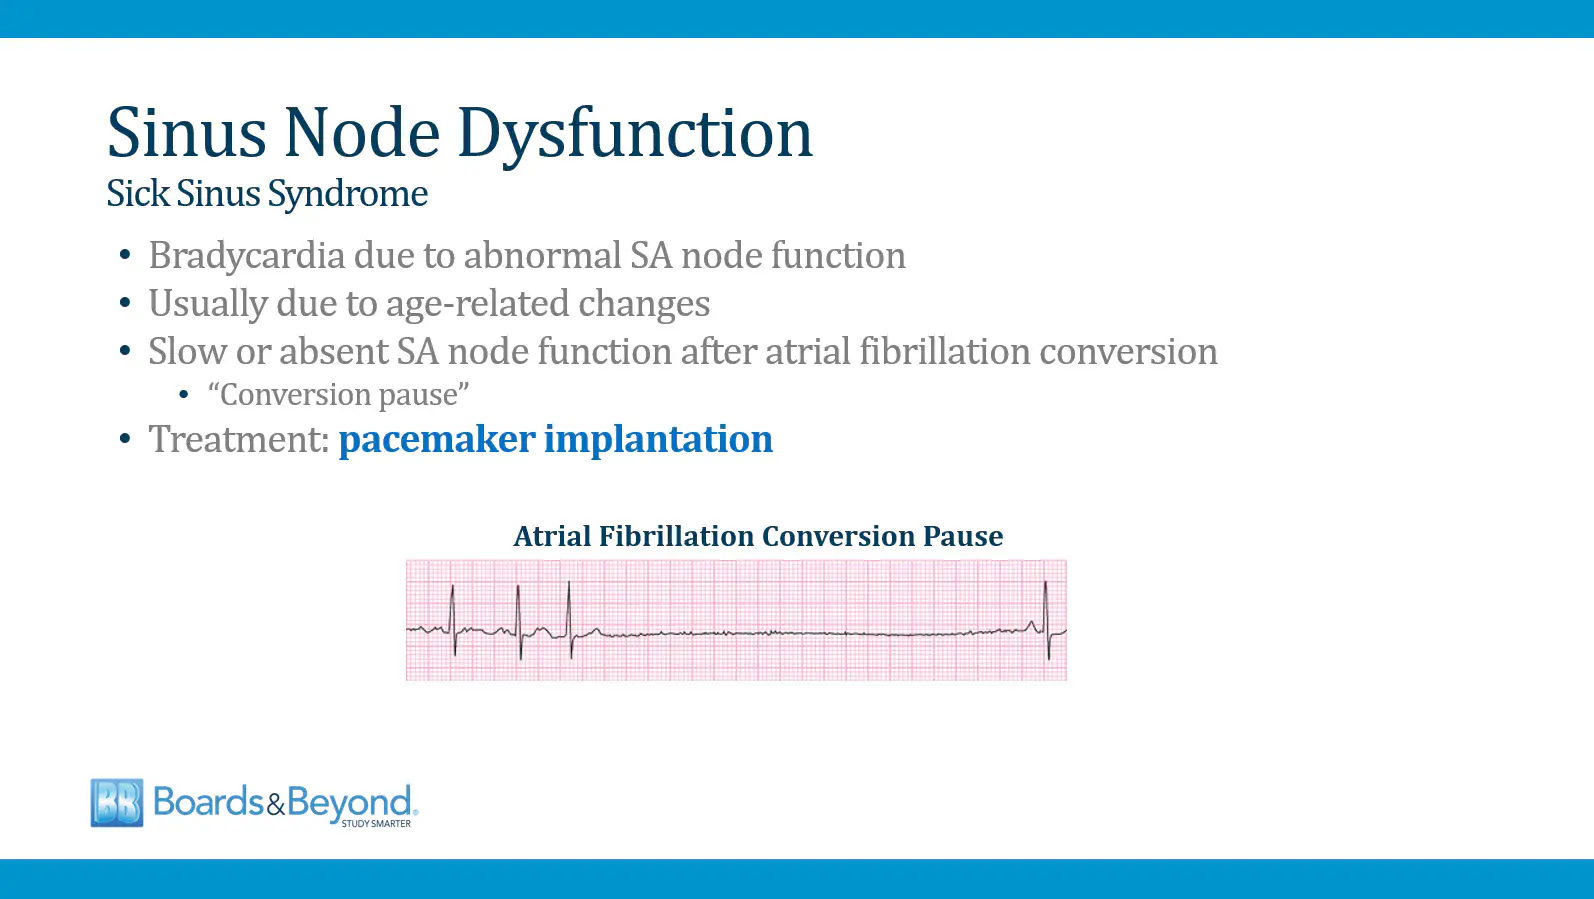 Sinus Node Dysfunction
Sick Sinus Syndrome
• Bradycardia due to abnormal SA node function
• Usually due to age-related changes
• Slow or absent SA node function after atrial fibrillation conversion
• “Conversion pause”
• Treatment: pacemaker implantation
Atrial Fibrillation Conversion Pause
BB Boards&Beyond®
STUDY SMARTER